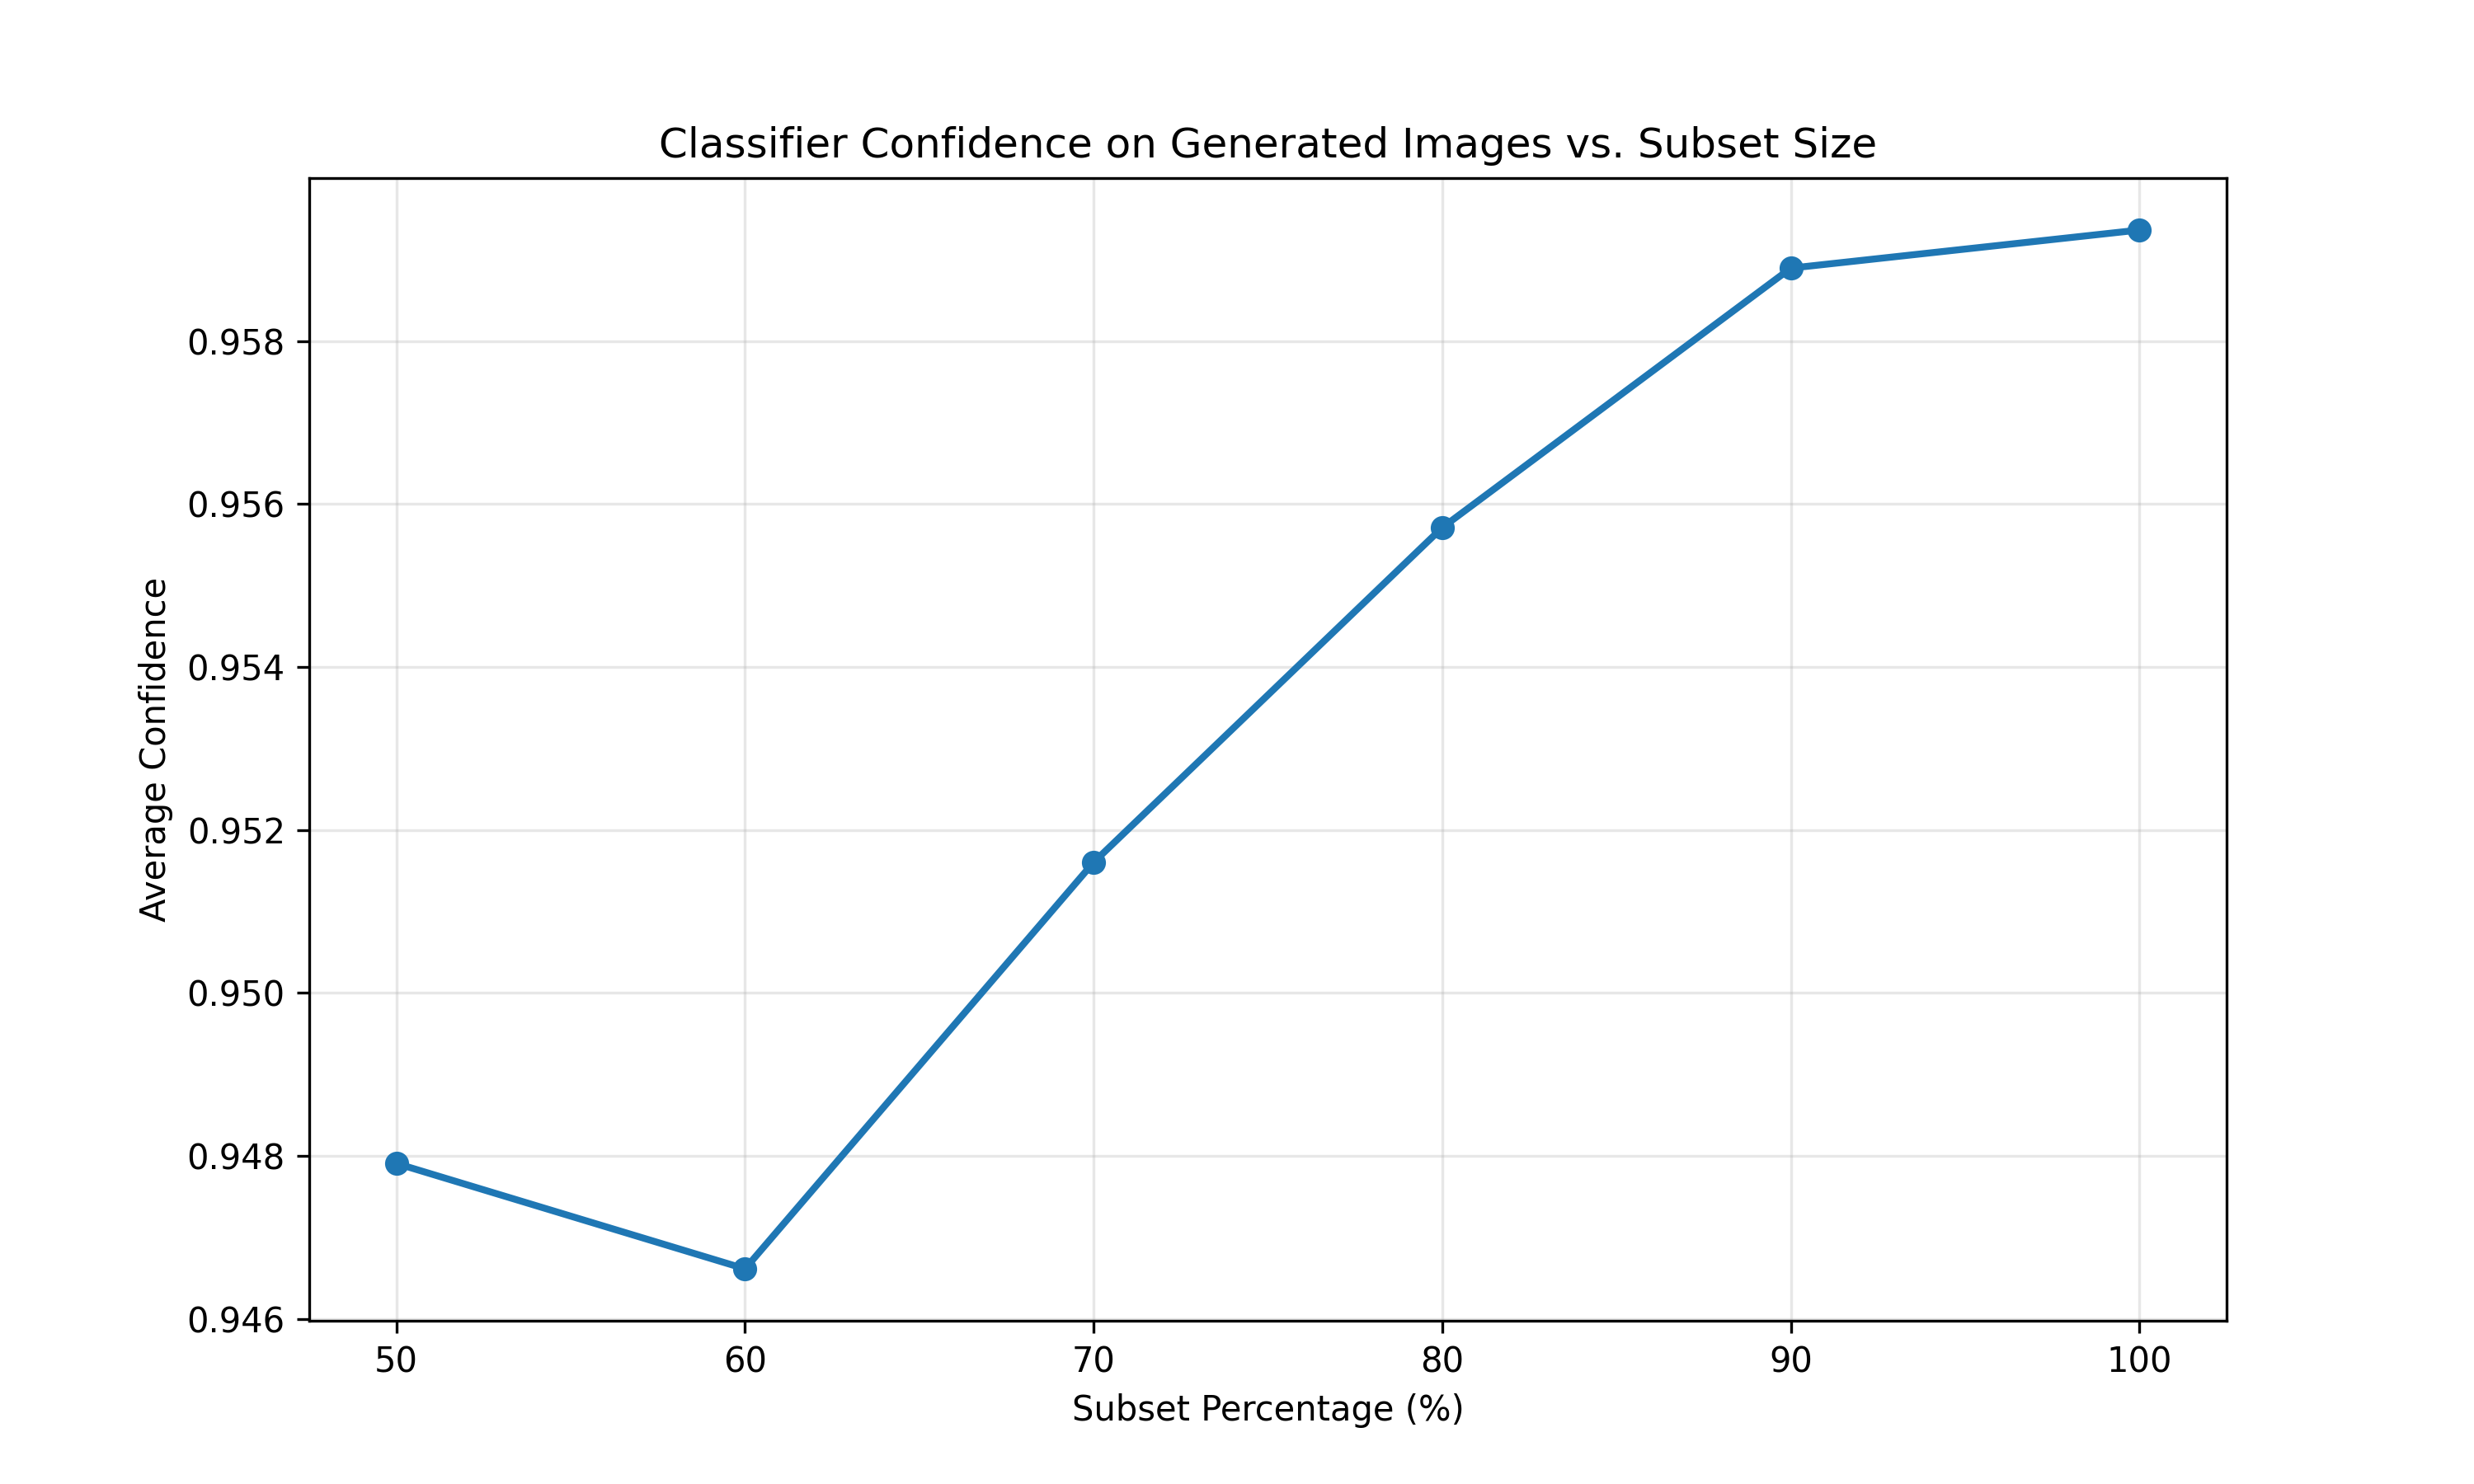 Classifier Confidence on Generated Images vs. Subset Size
Average Confidence
0.958
0.956
0.954
0.952
0.950
0.948
0.946
50 60 70 80 90 100
Subset Percentage (%)